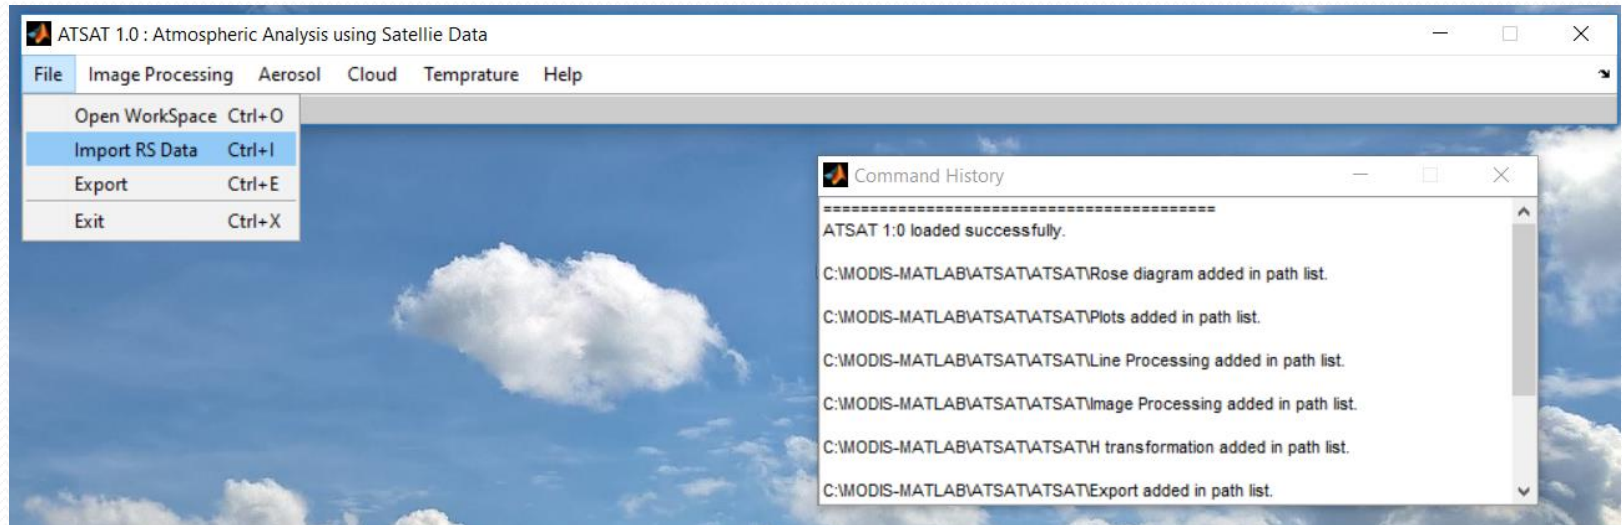 ATSAT 1.0 : Atmospheric Analysis using Satellie Data
File Image Processing Aerosol Cloud Temprature Help
Open WorkSpace Ctrl+O
Import RS Data Ctrl+I
Export Ctrl+E
Exit Ctrl+X
Command History
==========================================
ATSAT 1:0 loaded successfully.
C:\MODIS-MATLAB\ATSAT\ATSAT\Rose diagram added in path list.
C:\MODIS-MATLAB\ATSAT\ATSAT\Plots added in path list.
C:\MODIS-MATLAB\ATSAT\ATSAT\Line Processing added in path list.
C:\MODIS-MATLAB\ATSAT\ATSAT\Image Processing added in path list.
C:\MODIS-MATLAB\ATSAT\ATSAT\H transformation added in path list.
C:\MODIS-MATLAB\ATSAT\ATSAT\Export added in path list.